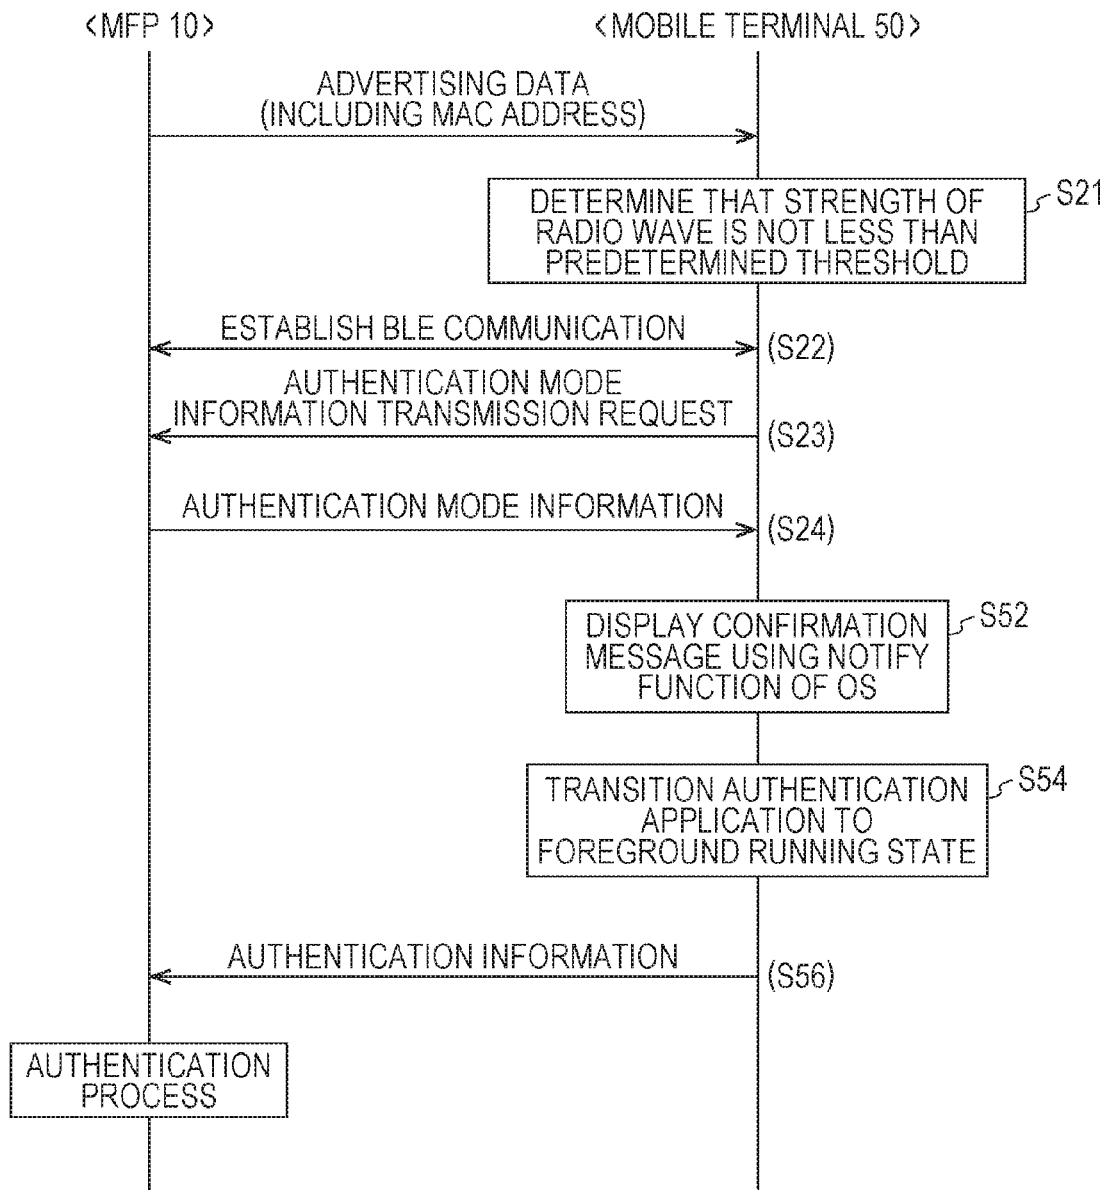 <MFP 10>
<MOBILE TERMINAL 50>
ADVERTISING DATA
(INCLUDING MAC ADDRESS)
S21
DETERMINE THAT STRENGTH OF
RADIO WAVE IS NOT LESS THAN
PREDETERMINED THRESHOLD
ESTABLISH BLE COMMUNICATION
(S22)
AUTHENTICATION MODE
INFORMATION TRANSMISSION REQUEST
(S23)
AUTHENTICATION MODE INFORMATION
(S24)
S52
DISPLAY CONFIRMATION
MESSAGE USING NOTIFY
FUNCTION OF OS
S54
TRANSITION AUTHENTICATION
APPLICATION TO
FOREGROUND RUNNING STATE
AUTHENTICATION INFORMATION
(S56)
AUTHENTICATION
PROCESS